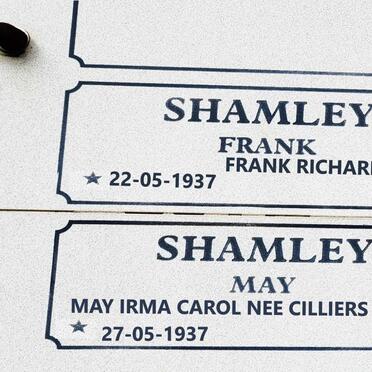 SHAMLEY
FRANK
FRANK RICHAR
★ 22-05-1937
SHAMLEY
MAY
MAY IRMA CAROL NEE CILLIERS
★ 27-05-1937